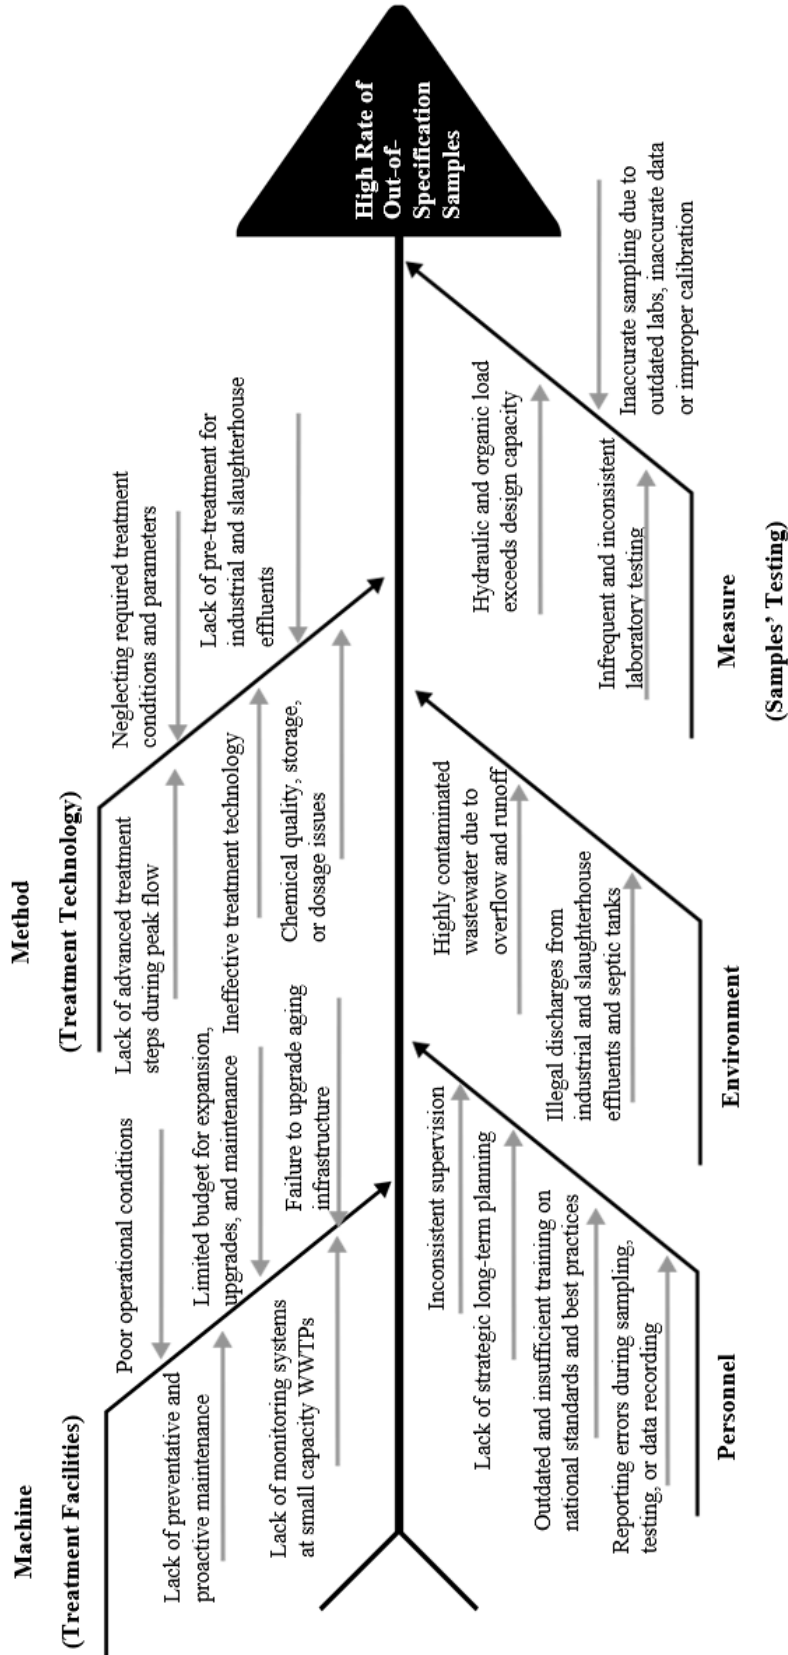 Machine
(Treatment Facilities)
Poor operational conditions
Lack of preventative and
proactive maintenance
Limited budget for expansion,
upgrades, and maintenance
Lack of monitoring systems
at small capacity WWTPs
Failure to upgrade aging
infrastructure
Method
(Treatment Technology)
Neglecting required treatment
conditions and parameters
Lack of advanced treatment
steps during peak flow
Lack of pre-treatment for
industrial and slaughterhouse
effluents
Ineffective treatment technology
Chemical quality, storage,
or dosage issues
High Rate of
Out-of-
Specification
Samples
Inconsistent supervision
Lack of strategic long-term planning
Outdated and insufficient training on
national standards and best practices
Reporting errors during sampling,
testing, or data recording
Personnel
Highly contaminated
wastewater due to
overflow and runoff
Illegal discharges from
industrial and slaughterhouse
effluents and septic tanks
Environment
Hydraulic and organic load
exceeds design capacity
Infrequent and inconsistent
laboratory testing
Inaccurate sampling due to
outdated labs, inaccurate data
or improper calibration
Measure
(Samples’ Testing)